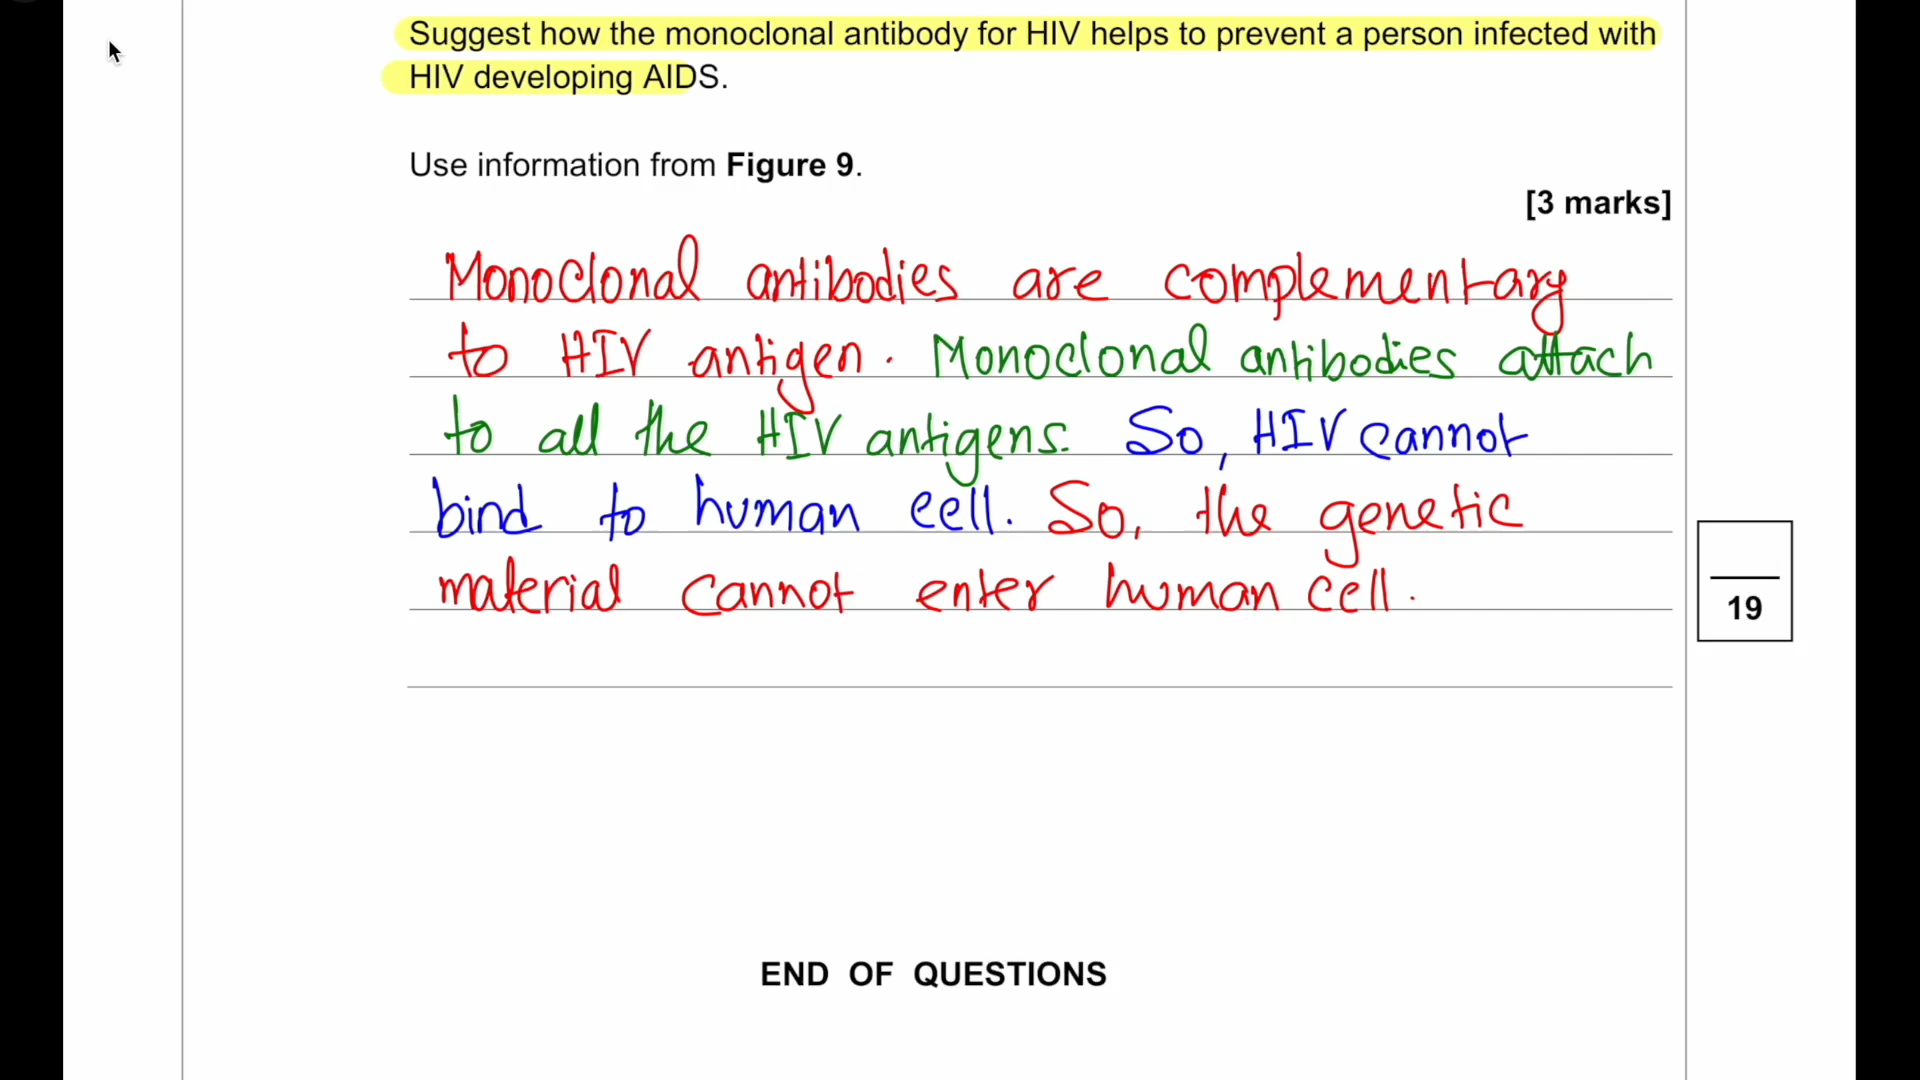 Suggest how the monoclonal antibody for HIV helps to prevent a person infected with
HIV developing AIDS.
Use information from Figure 9.
[3 marks]
Monoclonal antibodies are complementary
to HIV antigen. Monoclonal antibodies attach
to all the HIV antigens. So, HIV cannot
bind to human cell. So, the genetic
material cannot enter human cell.
19
END OF QUESTIONS